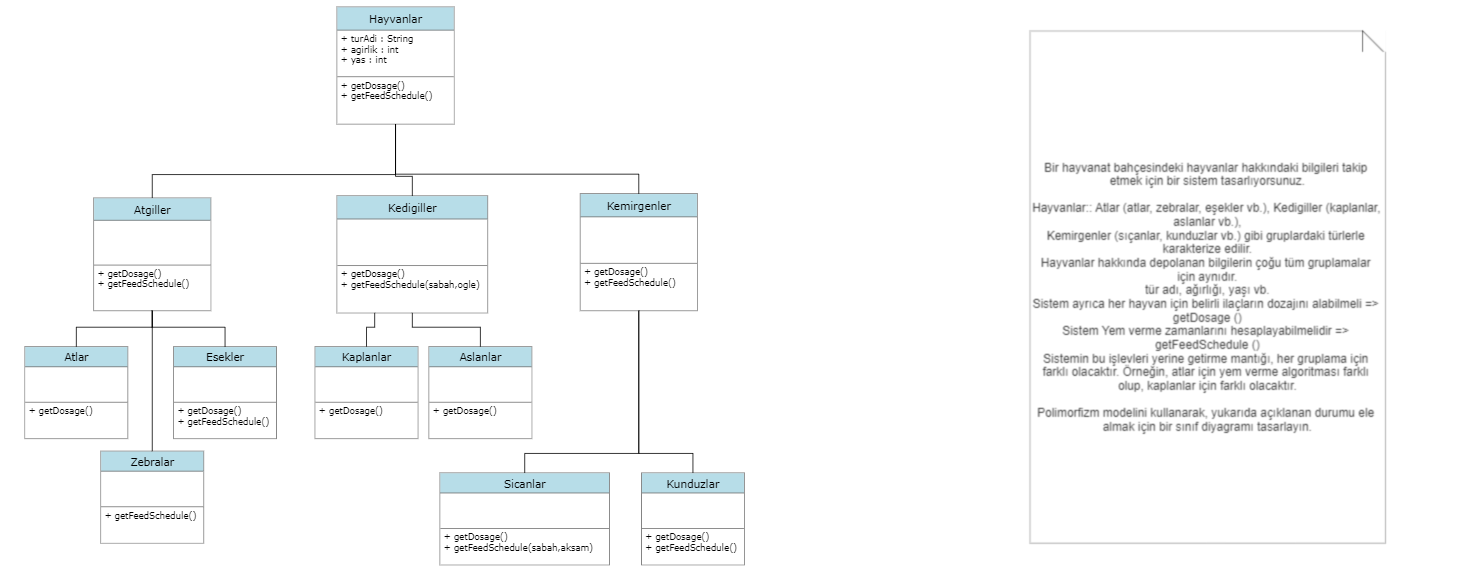 Hayvanlar
+ turAdi : String
+ agirlik : int
+ yas : int
+ getDosage()
+ getFeedSchedule()
Atgiller
+ getDosage()
+ getFeedSchedule()
Kedigiller
+ getDosage()
+ getFeedSchedule(sabah,ogle)
Kemirgenler
+ getDosage()
+ getFeedSchedule()
Atlar
+ getDosage()
Esekler
+ getDosage()
+ getFeedSchedule()
Kaplanlar
+ getDosage()
Aslanlar
+ getDosage()
Zebralar
+ getFeedSchedule()
Sicanlar
+ getDosage()
+ getFeedSchedule(sabah,aksam)
Kunduzlar
+ getDosage()
+ getFeedSchedule()
Bir hayvanat bahçesindeki hayvanlar hakkındaki bilgileri takip
etmek için bir sistem tasarlıyorsunuz.
Hayvanlar:: Atlar (atlar, zebralar, eşekler vb.), Kedigiller (kaplanlar,
aslanlar vb.),
Kemirgenler (sıçanlar, kunduzlar vb.) gibi gruplardaki türlerle
karakterize edilir.
Hayvanlar hakkında depolanan bilgilerin çoğu tüm gruplamalar
için aynıdır.
tür adı, ağırlığı, yaşı vb.
Sistem ayrıca her hayvan için belirli ilaçların dozajını alabilmeli =>
getDosage ()
Sistem Yem verme zamanlarını hesaplayabilmelidir =>
getFeedSchedule ()
Sistemin bu işlevleri yerine getirme mantığı, her gruplama için
farklı olacaktır. Örneğin, atlar için yem verme algoritması farklı
olup, kaplanlar için farklı olacaktır.
Polimorfizm modelini kullanarak, yukarıda açıklanan durumu ele
almak için bir sınıf diyagramı tasarlayın.